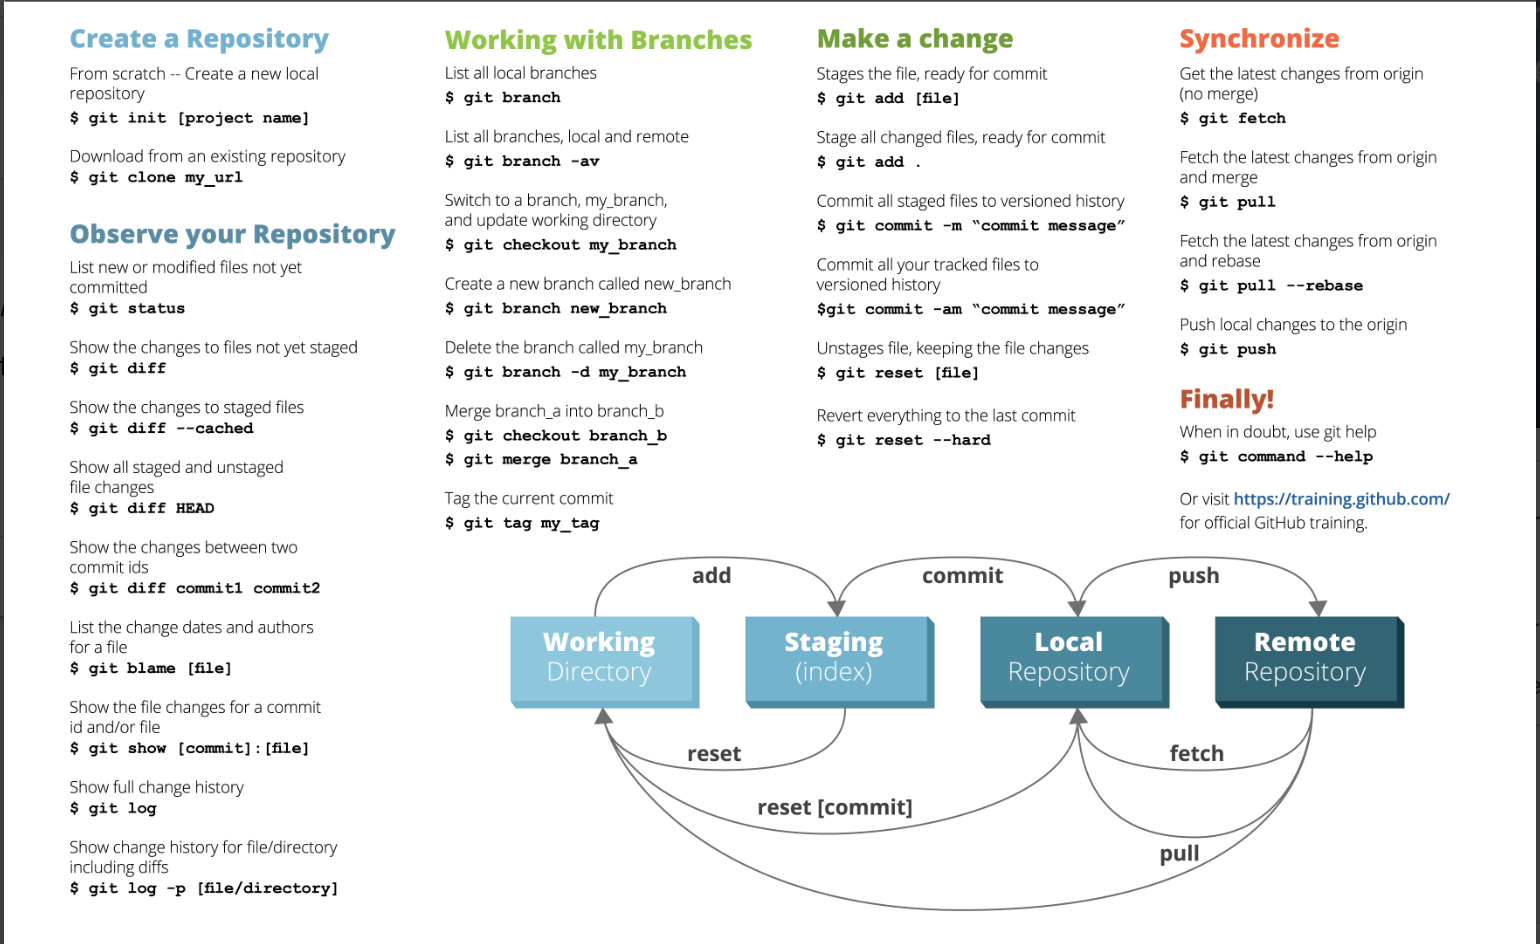 Create a Repository
From scratch -- Create a new local
repository
$ git init [project name]
Download from an existing repository
$ git clone my_url
Observe your Repository
List new or modified files not yet
committed
$ git status
Show the changes to files not yet staged
$ git diff
Show the changes to staged files
$ git diff --cached
Show all staged and unstaged
file changes
$ git diff HEAD
Show the changes between two
commit ids
$ git diff commit1 commit2
List the change dates and authors
for a file
$ git blame [file]
Show the file changes for a commit
id and/or file
$ git show [commit]:[file]
Show full change history
$ git log
Show change history for file/directory
including diffs
$ git log -p [file/directory]
Working with Branches
List all local branches
$ git branch
List all branches, local and remote
$ git branch -av
Switch to a branch, my_branch,
and update working directory
$ git checkout my_branch
Create a new branch called new_branch
$ git branch new_branch
Delete the branch called my_branch
$ git branch -d my_branch
Merge branch_a into branch_b
$ git checkout branch_b
$ git merge branch_a
Tag the current commit
$ git tag my_tag
Make a change
Stages the file, ready for commit
$ git add [file]
Stage all changed files, ready for commit
$ git add .
Commit all staged files to versioned history
$ git commit -m “commit message”
Commit all your tracked files to
versioned history
$git commit -am “commit message”
Unstages file, keeping the file changes
$ git reset [file]
Revert everything to the last commit
$ git reset --hard
Synchronize
Get the latest changes from origin
(no merge)
$ git fetch
Fetch the latest changes from origin
and merge
$ git pull
Fetch the latest changes from origin
and rebase
$ git pull --rebase
Push local changes to the origin
$ git push
Finally!
When in doubt, use git help
$ git command --help
Or visit https://training.github.com/
for official GitHub training.
add
commit
push
Working
Directory
Staging
(index)
Local
Repository
Remote
Repository
reset
fetch
reset [commit]
pull